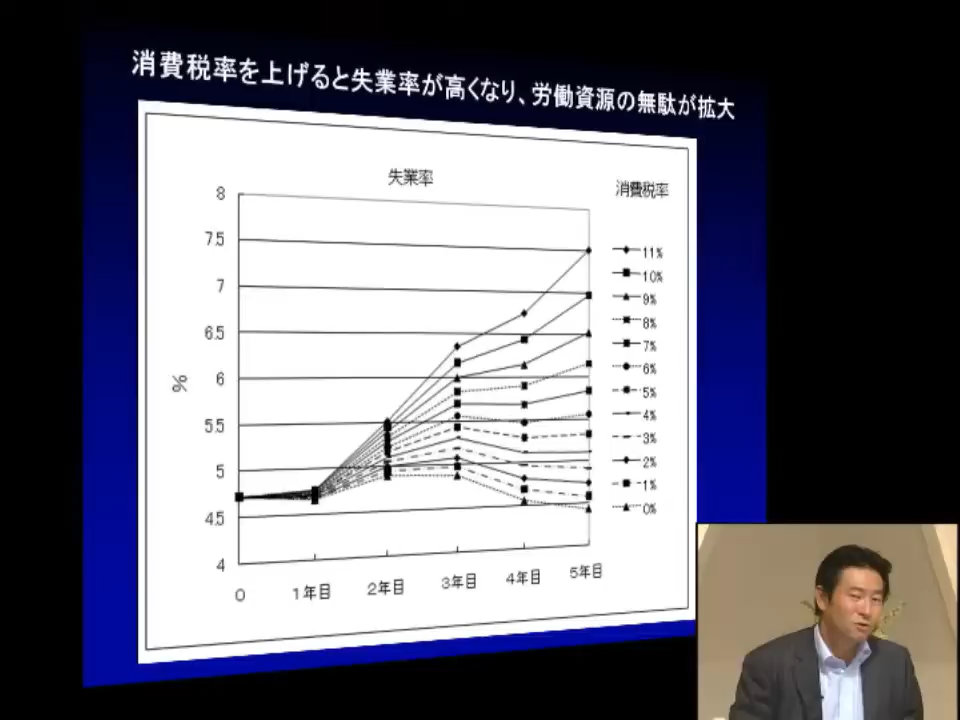 消費税率を上げると失業率が高くなり、労働資源の無駄が拡大
失業率
消費税率
8
7.5
7
6.5
6
5.5
5
4.5
4
%
0
1年目
2年目
3年目
4年目
5年目
11%
10%
9%
8%
7%
6%
5%
4%
3%
2%
1%
0%